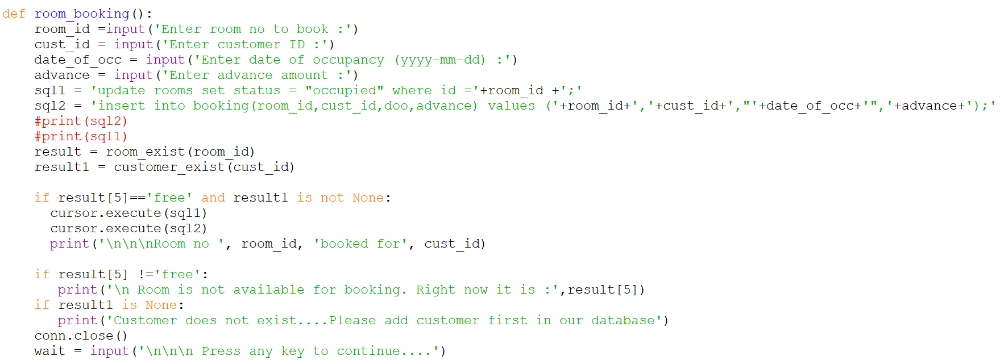 def room_booking():
    room_id =input('Enter room no to book :')
    cust_id = input('Enter customer ID :')
    date_of_occ = input('Enter date of occupancy (yyyy-mm-dd) :')
    advance = input('Enter advance amount :')
    sql1 = 'update rooms set status = "occupied" where id ='+room_id +';'
    sql2 = 'insert into booking(room_id,cust_id,doo,advance) values ('+room_id+','+cust_id+',"'+date_of_occ+'",'+advance+');'
    #print(sql2)
    #print(sql1)
    result = room_exist(room_id)
    result1 = customer_exist(cust_id)

    if result[5]=='free' and result1 is not None:
      cursor.execute(sql1)
      cursor.execute(sql2)
      print('\n\n\nRoom no ', room_id, 'booked for', cust_id)

    if result[5] !='free':
       print('\n Room is not available for booking. Right now it is :',result[5])
    if result1 is None:
       print('Customer does not exist....Please add customer first in our database')
    conn.close()
    wait = input('\n\n\n Press any key to continue....')